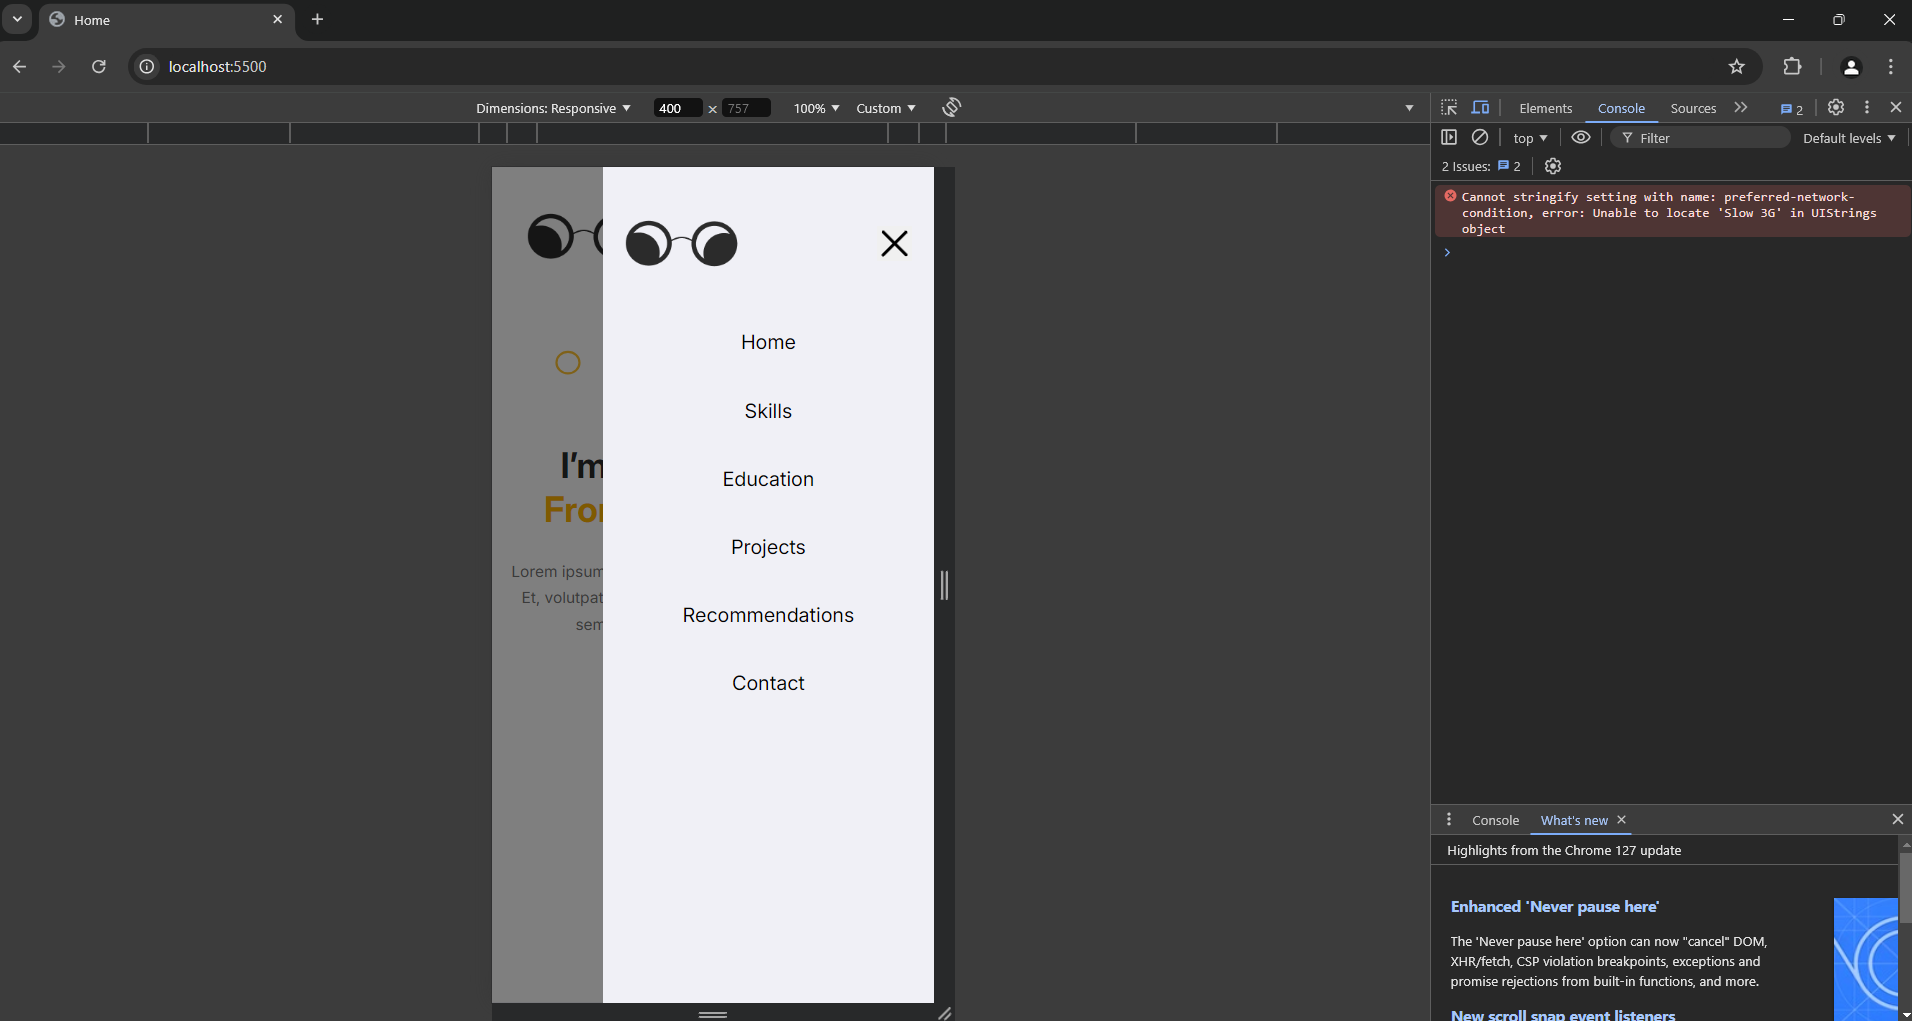 Home
localhost:5500
Dimensions: Responsive 400 × 757 100% Custom
Elements Console Sources 2
top Filter Default levels
2 Issues: 2
Cannot stringify setting with name: preferred-network-
condition, error: Unable to locate 'Slow 3G' in UIStrings
object
Home
Skills
Education
Projects
Recommendations
Contact
I'm
Fron
Lorem ipsum
Et, volutpat
sem
Console What's new
Highlights from the Chrome 127 update
Enhanced 'Never pause here'
The 'Never pause here' option can now "cancel" DOM,
XHR/fetch, CSP violation breakpoints, exceptions and
promise rejections from built-in functions, and more.
New scroll snap event listeners